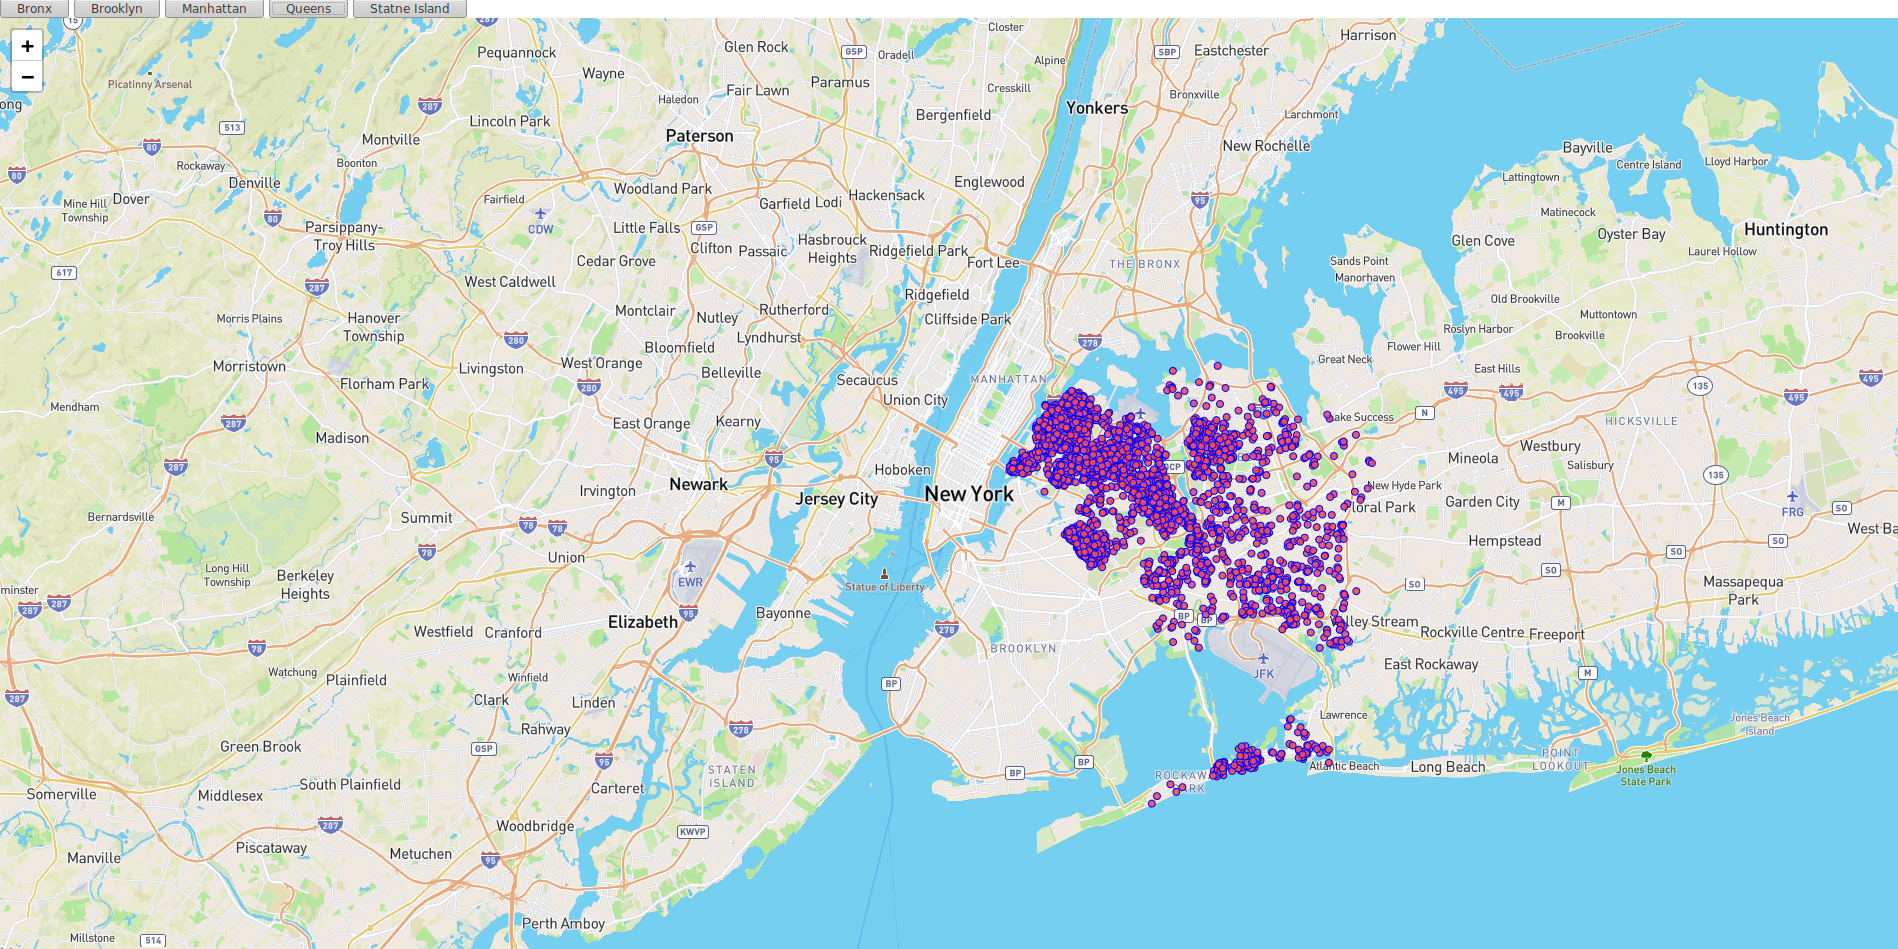 Bronx
Brooklyn
Manhattan
Queens
Statne Island
15
287
Closter
+
−
Pequannock
Glen Rock
GSP
Oradell
SBP
Eastchester
Harrison
Picatinny Arsenal
Wayne
Paramus
Alpine
ong
287
Haledon
Fair Lawn
Cresskill
Bronxville
Yonkers
Larchmont
513
Lincoln Park
Bergenfield
Montville
Paterson
New Rochelle
Bayville
80
Rockaway
Boonton
Centre Island
Lloyd Harbor
80
Denville
Woodland Park
Englewood
Lattingtown
Mine Hill
Township
Dover
80
Fairfield
CDW
Garfield
Lodi
Hackensack
95
Matinecock
Parsippany-
Troy Hills
Little Falls
GSP
Clifton
Passaic
Hasbrouck
Heights
Ridgefield Park
Fort Lee
THE BRONX
Glen Cove
Oyster Bay
Huntington
Laurel Hollow
617
Cedar Grove
Sands Point
Manorhaven
287
West Caldwell
Ridgefield
Old Brookville
Morris Plains
Hanover
Township
Montclair
Nutley
Rutherford
Cliffside Park
Muttontown
280
Bloomfield
Lyndhurst
278
Roslyn Harbor
Brookville
Morristown
Livingston
West Orange
Belleville
Secaucus
MANHATTAN
Great Neck
Flower Hill
East Hills
Florham Park
280
Union City
495
495
135
495
495
Mendham
287
East Orange
Kearny
Lake Success
N
HICKSVILLE
Madison
287
95
Hoboken
Mineola
Westbury
Salisbury
135
Irvington
Newark
Jersey City
New York
New Hyde Park
Garden City
M
FRG
SO
Bernardsville
Summit
78
78
Floral Park
West Ba
78
Union
Hempstead
SO
SO
Long Hill
Township
Berkeley
Heights
EWR
Statue of Liberty
SO
SO
Massapequa
Park
minster
287
287
95
Bayonne
BP
BP
Valley Stream
Elizabeth
278
Rockville Centre
Freeport
78
Westfield
Cranford
BROOKLYN
JFK
East Rockaway
M
Watchung
Plainfield
Winfield
BP
287
Clark
Linden
Lawrence
Jones Beach
Island
Rahway
278
Green Brook
GSP
95
STATEN
ISLAND
BP
BP
Atlantic Beach
Long Beach
POINT
LOOKOUT
Jones Beach
State Park
South Plainfield
Somerville
Middlesex
Carteret
287
Woodbridge
KWVP
Manville
Piscataway
Metuchen
95
Perth Amboy
Millstone
514